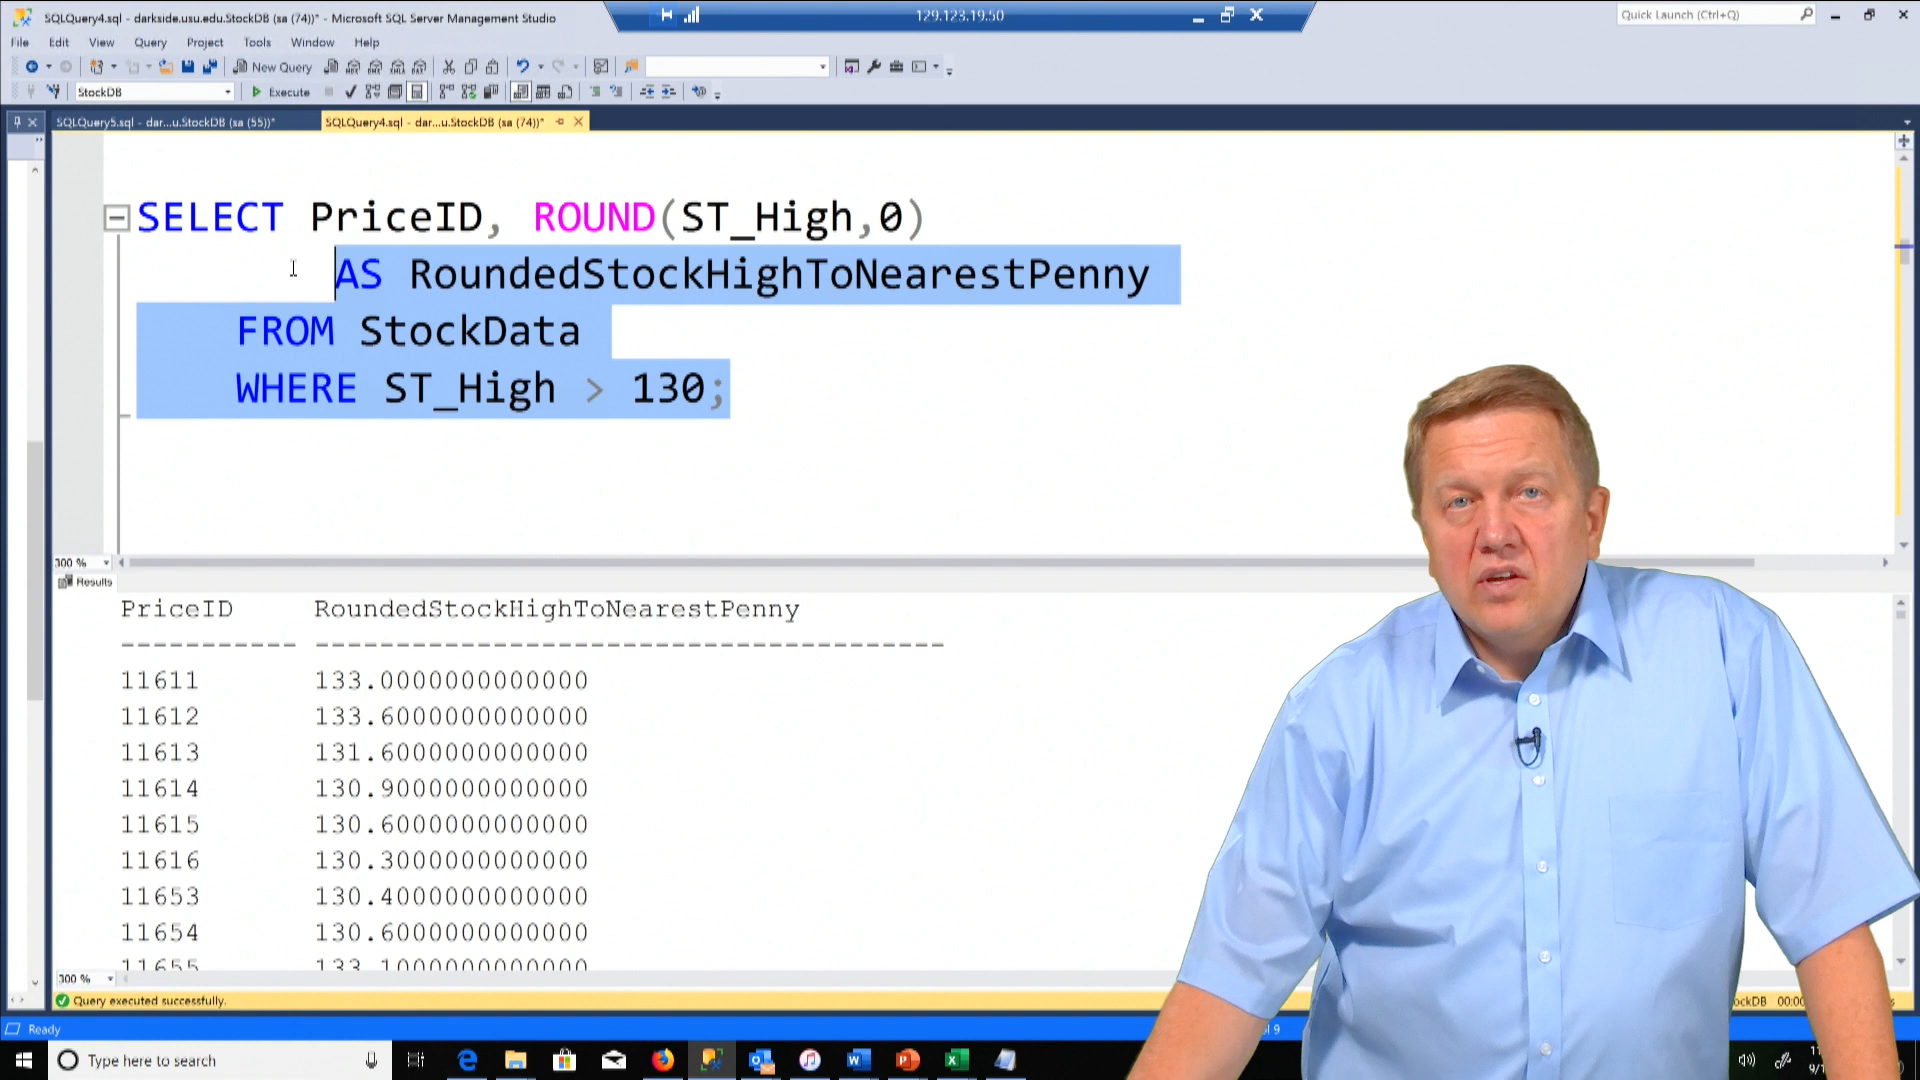 SQLQuery4.sql - darkside.usu.edu.StockDB (sa (74))* - Microsoft SQL Server Management Studio
129.123.19.50
Quick Launch (Ctrl+Q)
File Edit View Query Project Tools Window Help
New Query
StockDB
Execute
SQLQuery5.sql - dar...u.StockDB (sa (55))*
SQLQuery4.sql - dar...u.StockDB (sa (74))*
SELECT PriceID, ROUND(ST_High,0)
AS RoundedStockHighToNearestPenny
FROM StockData
WHERE ST_High > 130;
300 %
Results
PriceID RoundedStockHighToNearestPenny
----------- ---------------------------------------
11611 133.0000000000000
11612 133.6000000000000
11613 131.6000000000000
11614 130.9000000000000
11615 130.6000000000000
11616 130.3000000000000
11653 130.4000000000000
11654 130.6000000000000
11655 133.1000000000000
300 %
Query executed successfully.
Ready
Type here to search